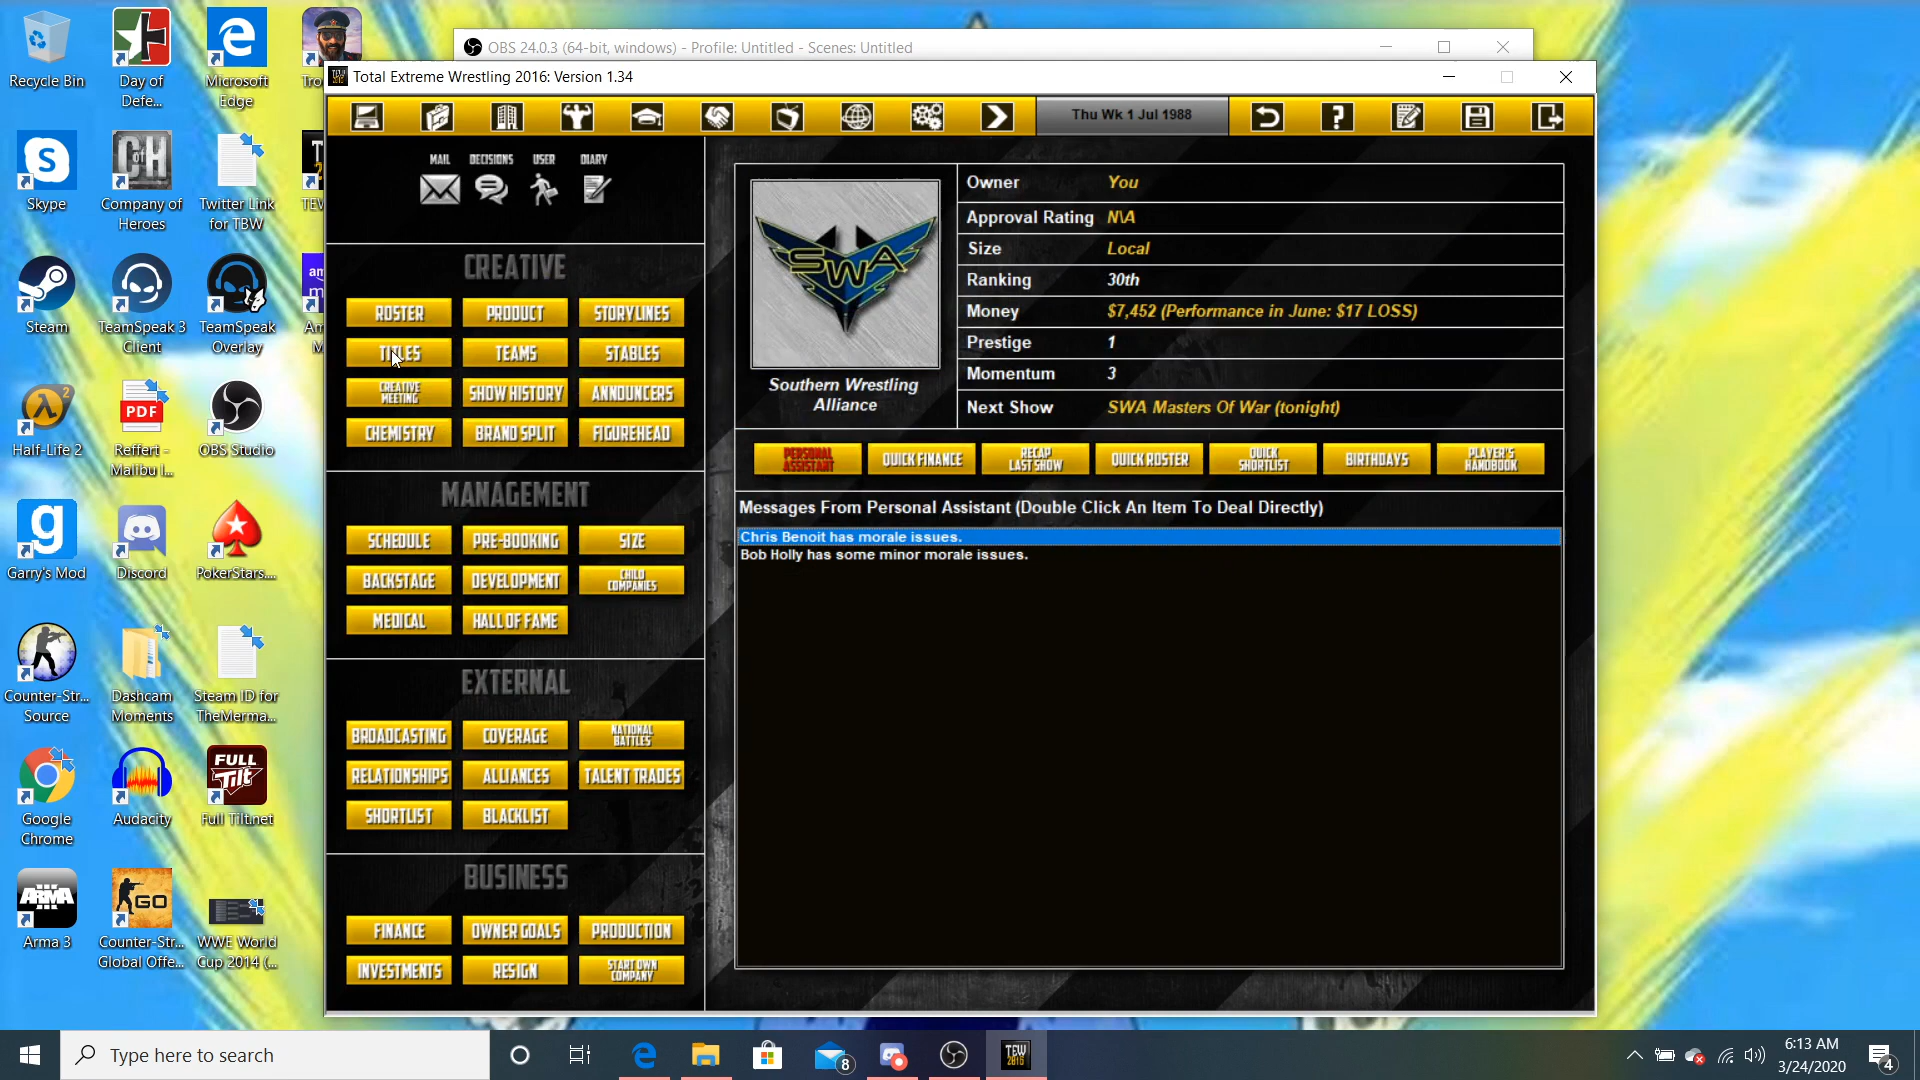 OBS 24.0.3 (64-bit, windows) - Profile: Untitled - Scenes: Untitled
Total Extreme Wrestling 2016: Version 1.34
Thu Wk 1 Jul 1988
MAIL DECISIONS USER DIARY
CREATIVE
ROSTER PRODUCT STORYLINES
TITLES TEAMS STABLES
CREATIVE MEETING SHOW HISTORY ANNOUNCERS
CHEMISTRY BRAND SPLIT FIGUREHEAD
MANAGEMENT
SCHEDULE PRE-BOOKING SIZE
BACKSTAGE DEVELOPMENT CHILD COMPANIES
MEDICAL HALL OF FAME
EXTERNAL
BROADCASTING COVERAGE NATIONAL BATTLES
RELATIONSHIPS ALLIANCES TALENT TRADES
SHORTLIST BLACKLIST
BUSINESS
FINANCE OWNER GOALS PRODUCTION
INVESTMENTS RESIGN START OWN COMPANY
SWA
Southern Wrestling
Alliance
Owner You
Approval Rating N\A
Size Local
Ranking 30th
Money $7,452 (Performance in June: $17 LOSS)
Prestige 1
Momentum 3
Next Show SWA Masters Of War (tonight)
PERSONAL ASSISTANT QUICK FINANCE RECAP LAST SHOW QUICK ROSTER QUICK SHORTLIST BIRTHDAYS PLAYER'S HANDBOOK
Messages From Personal Assistant (Double Click An Item To Deal Directly)
Chris Benoit has morale issues.
Bob Holly has some minor morale issues.
Recycle Bin
Day of
Defe...
Microsoft
Edge
Tro
Skype
Company of
Heroes
Twitter Link
for TBW
TEW
Steam
TeamSpeak 3
Client
TeamSpeak
Overlay
Am
M
Half-Life 2
PDF
Reffert -
Malibu I...
OBS Studio
Garry's Mod
Discord
PokerStars....
Counter-Str...
Source
Dashcam
Moments
Steam ID for
TheMerma...
Google
Chrome
Audacity
FULL
TilT
Full Tilt.net
ARMA
Arma 3
GO
Counter-Str...
Global Offe...
WWE World
Cup 2014 (...
Type here to search
8
TEW
2016
6:13 AM
3/24/2020
4